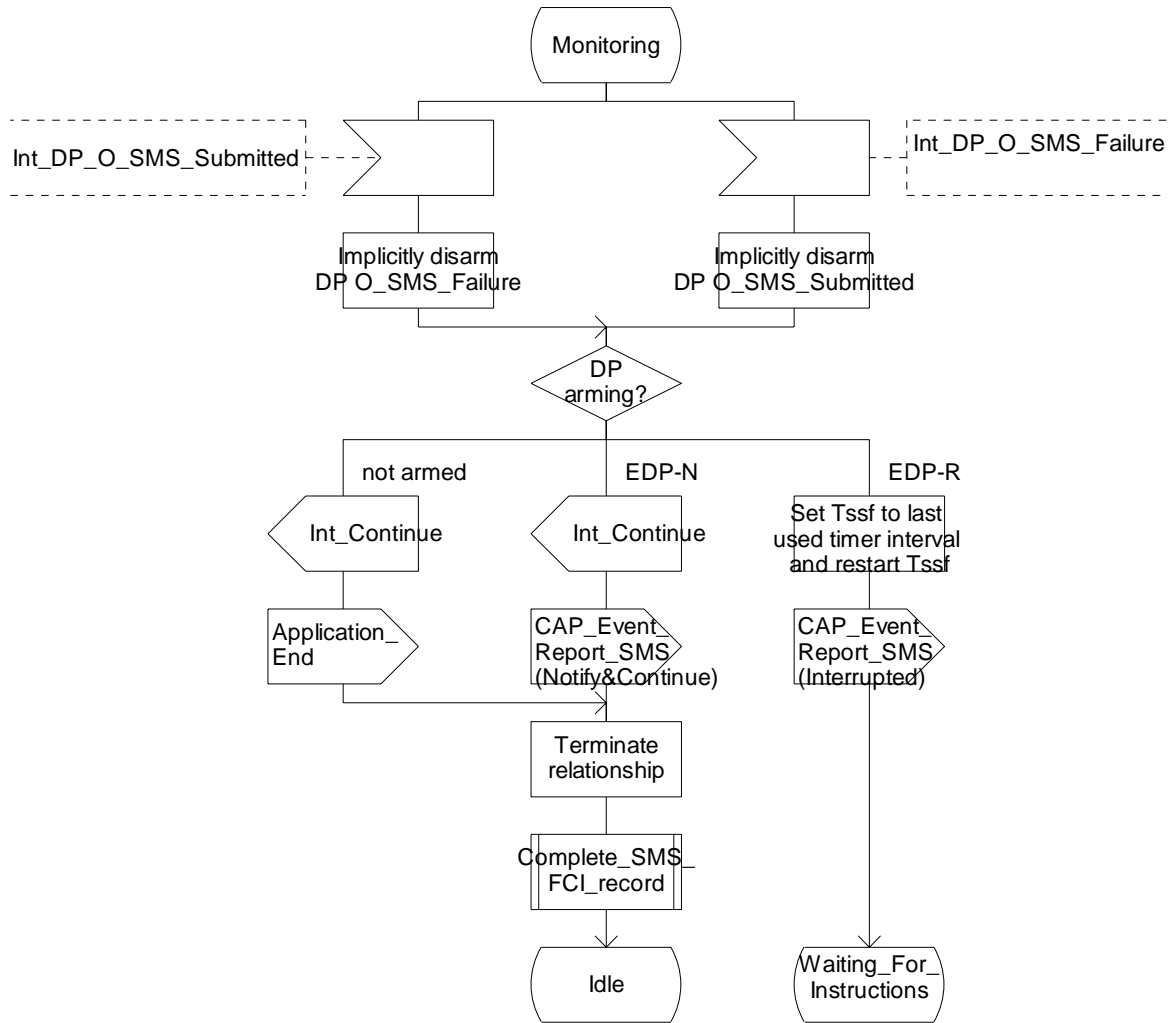 Monitoring
Int_DP_O_SMS_Submitted
Int_DP_O_SMS_Failure
Implicitly disarm
DP O_SMS_Failure
Implicitly disarm
DP O_SMS_Submitted
DP
arming?
not armed
EDP-N
EDP-R
Int_Continue
Int_Continue
Set Tssf to last
used timer interval
and restart Tssf
Application_
End
CAP_Event_
Report_SMS
(Notify&Continue)
CAP_Event_
Report_SMS
(Interrupted)
Terminate
relationship
Complete_SMS_
FCI_record
Idle
Waiting_For_
Instructions